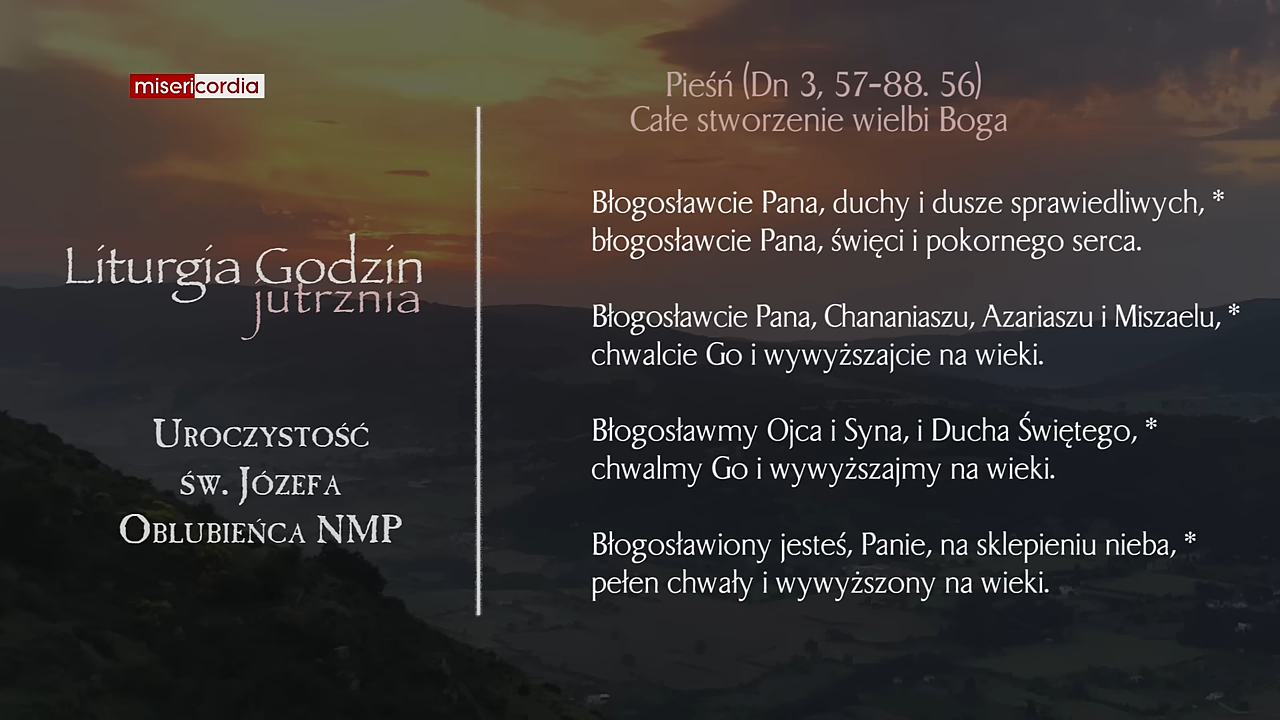 misericordia
Liturgia Godzin
jutrznia
Uroczystość
św. Józefa
Oblubieńca NMP
Pieśń (Dn 3, 57-88. 56)
Całe stworzenie wielbi Boga
Błogosławcie Pana, duchy i dusze sprawiedliwych, *
błogosławcie Pana, święci i pokornego serca.
Błogosławcie Pana, Chananiaszu, Azariaszu i Miszaelu, *
chwalcie Go i wywyższajcie na wieki.
Błogosławmy Ojca i Syna, i Ducha Świętego, *
chwalmy Go i wywyższajmy na wieki.
Błogosławiony jesteś, Panie, na sklepieniu nieba, *
pełen chwały i wywyższony na wieki.